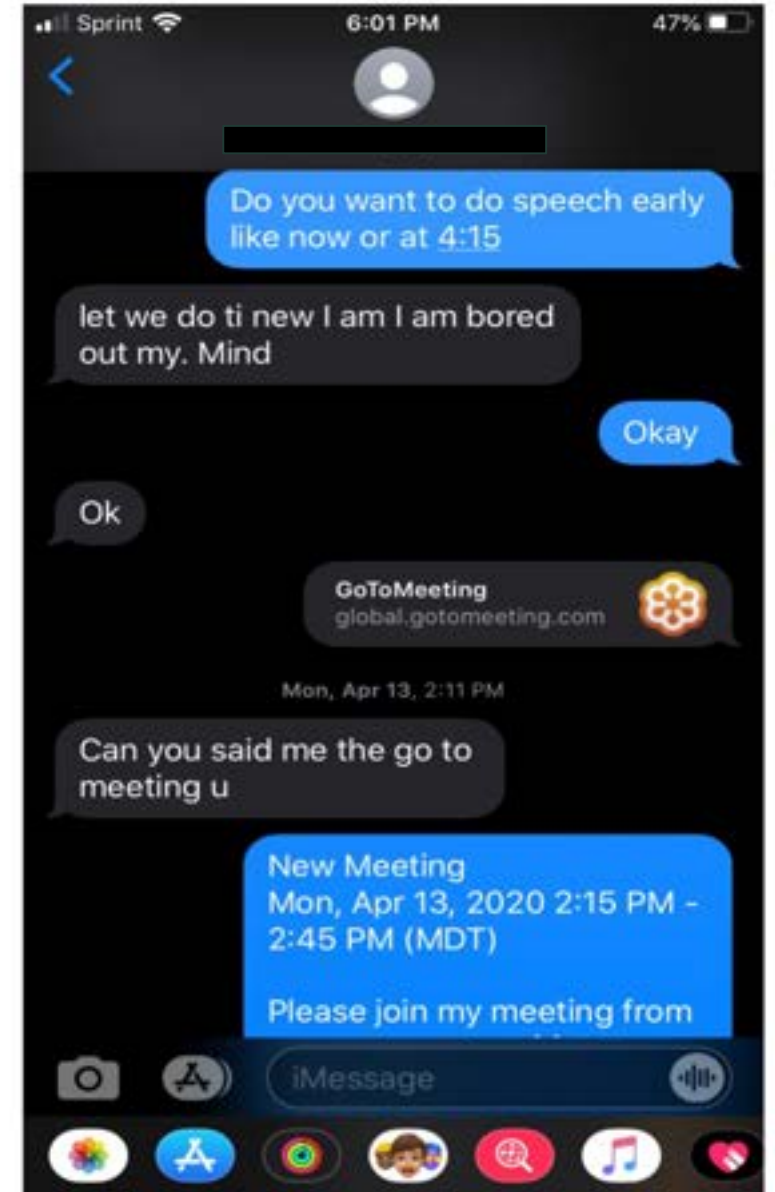 Sprint 6:01 PM 47%
Do you want to do speech early
like now or at 4:15
let we do ti new I am I am bored
out my. Mind
Okay
Ok
GoToMeeting
global.gotomeeting.com
Mon, Apr 13, 2:11 PM
Can you said me the go to
meeting u
New Meeting
Mon, Apr 13, 2020 2:15 PM -
2:45 PM (MDT)
Please join my meeting from
iMessage